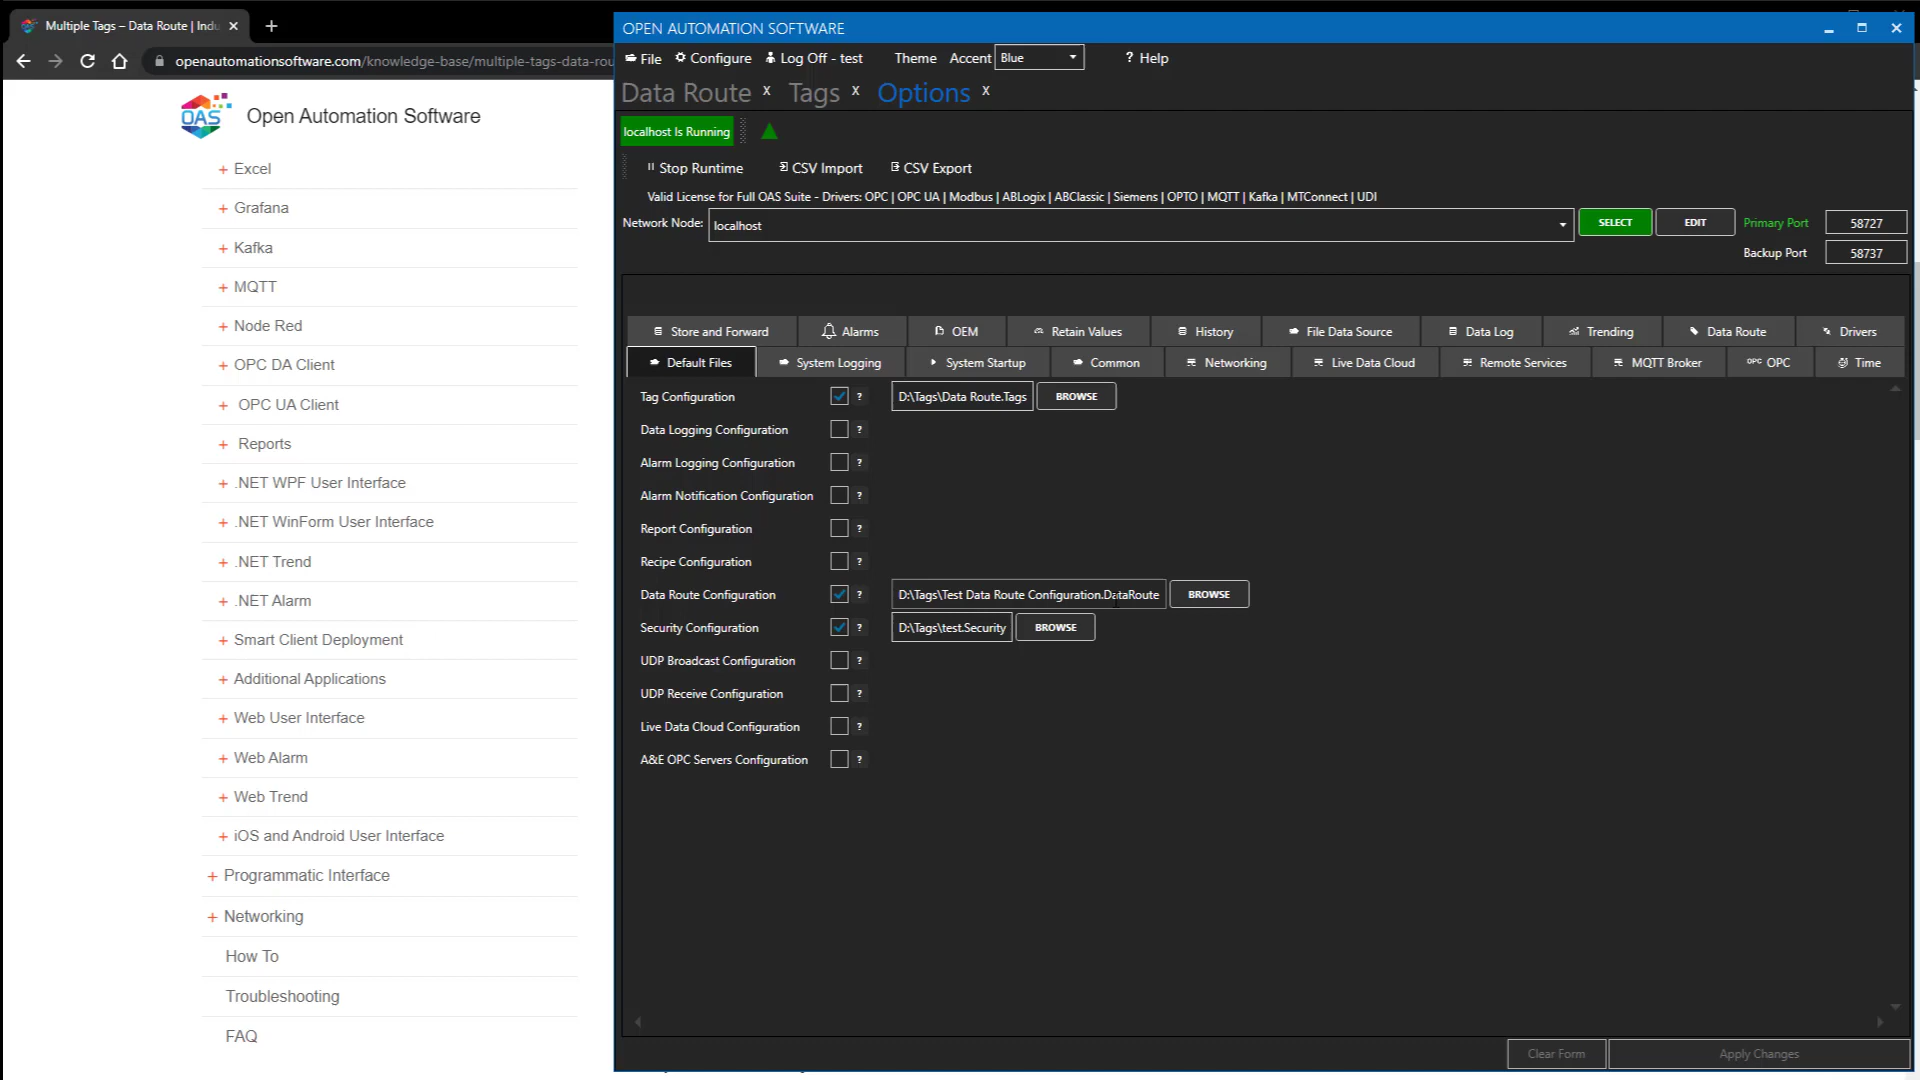 Multiple Tags – Data Route | Indu
openautomationsoftware.com/knowledge-base/multiple-tags-data-rou
OAS
Open Automation Software
+ Excel
+ Grafana
+ Kafka
+ MQTT
+ Node Red
+ OPC DA Client
+ OPC UA Client
+ Reports
+ .NET WPF User Interface
+ .NET WinForm User Interface
+ .NET Trend
+ .NET Alarm
+ Smart Client Deployment
+ Additional Applications
+ Web User Interface
+ Web Alarm
+ Web Trend
+ iOS and Android User Interface
+ Programmatic Interface
+ Networking
How To
Troubleshooting
FAQ
OPEN AUTOMATION SOFTWARE
File Configure Log Off - test Theme Accent Blue ? Help
Data Route x Tags x Options x
localhost Is Running
Stop Runtime CSV Import CSV Export
Valid License for Full OAS Suite - Drivers: OPC | OPC UA | Modbus | ABLogix | ABClassic | Siemens | OPTO | MQTT | Kafka | MTConnect | UDI
Network Node: localhost SELECT EDIT Primary Port 58727
Backup Port 58737
Store and Forward Alarms OEM Retain Values History File Data Source Data Log Trending Data Route Drivers
Default Files System Logging System Startup Common Networking Live Data Cloud Remote Services MQTT Broker OPC OPC Time
Tag Configuration ? D:\Tags\Data Route.Tags BROWSE
Data Logging Configuration ?
Alarm Logging Configuration ?
Alarm Notification Configuration ?
Report Configuration ?
Recipe Configuration ?
Data Route Configuration ? D:\Tags\Test Data Route Configuration.DataRoute BROWSE
Security Configuration ? D:\Tags\test.Security BROWSE
UDP Broadcast Configuration ?
UDP Receive Configuration ?
Live Data Cloud Configuration ?
A&E OPC Servers Configuration ?
Clear Form Apply Changes